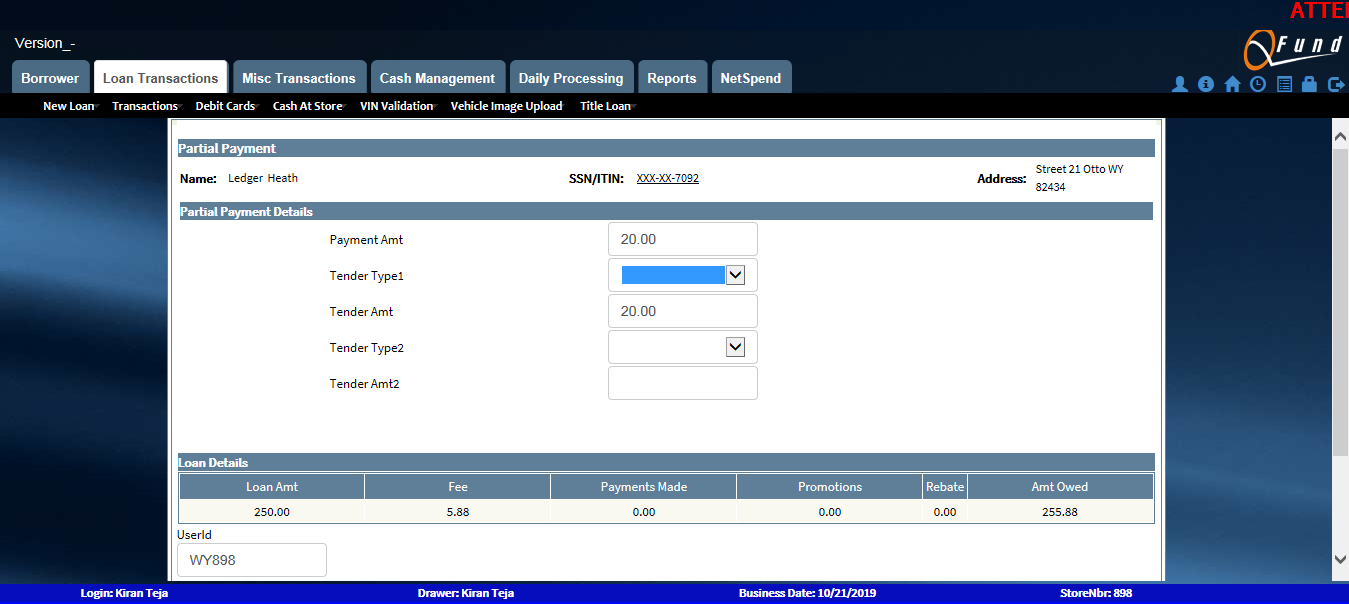 ATTE
Version_-
QFund
Borrower Loan Transactions Misc Transactions Cash Management Daily Processing Reports NetSpend
New Loan Transactions Debit Cards Cash At Store VIN Validation Vehicle Image Upload Title Loan
Partial Payment
Name: Ledger Heath SSN/ITIN: XXX-XX-7092 Address: Street 21 Otto WY
82434
Partial Payment Details
Payment Amt 20.00
Tender Type1
Tender Amt 20.00
Tender Type2
Tender Amt2
Loan Details
Loan Amt Fee Payments Made Promotions Rebate Amt Owed
250.00 5.88 0.00 0.00 0.00 255.88
UserId
WY898
Login: Kiran Teja Drawer: Kiran Teja Business Date: 10/21/2019 StoreNbr: 898